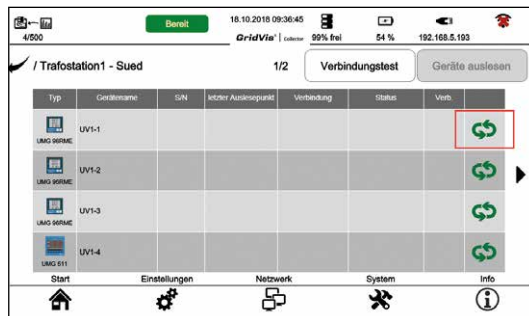 Bereit
18.10.2018 09:36:45
4/500
GridVis® | collector
99% frei
54 %
192.168.5.193
/ Trafostation1 - Sued
1/2
Verbindungstest
Geräte auslesen
Typ Gerätename S/N letzter Auslesepunkt Verbindung Status Verb.
UMG 96RME
UV1-1
UMG 96RME
UV1-2
UMG 96RME
UV1-3
UMG 511
UV1-4
Start Einstellungen Netzwerk System Info